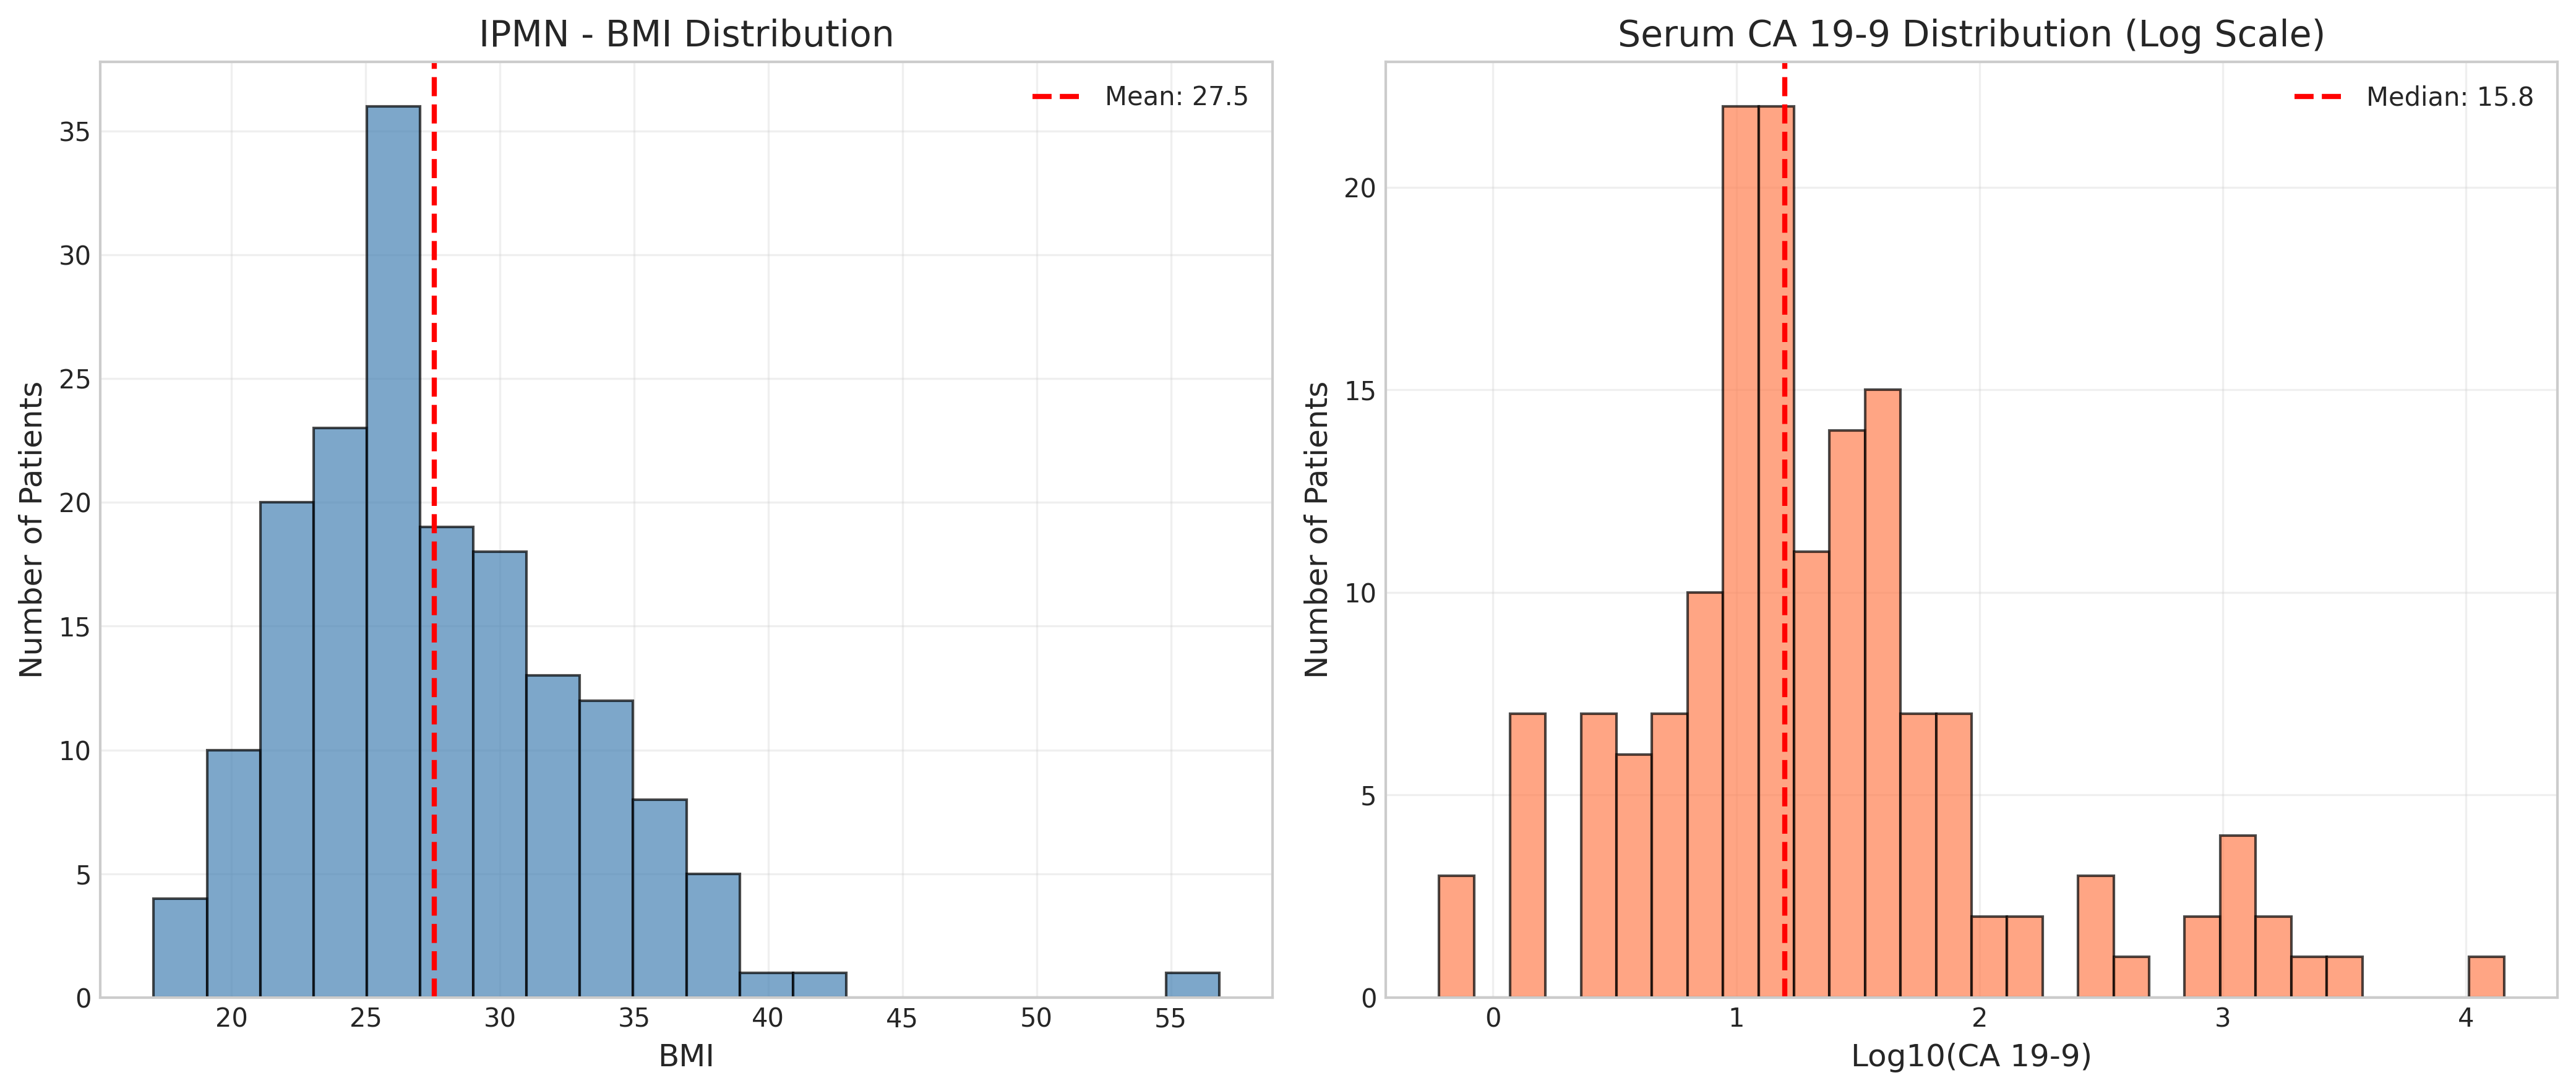 IPMN - BMI Distribution
Mean: 27.5
35
30
25
20
15
10
5
0
Number of Patients
20 25 30 35 40 45 50 55
BMI
Serum CA 19-9 Distribution (Log Scale)
Median: 15.8
20
15
10
5
0
Number of Patients
0 1 2 3 4
Log10(CA 19-9)